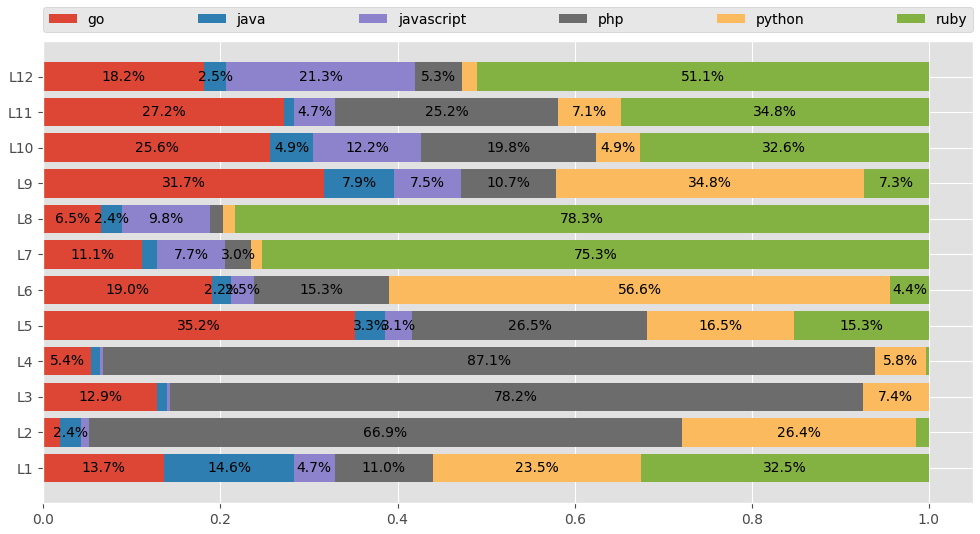 go java javascript php python ruby
L12 18.2% 2.5% 21.3% 5.3% 51.1%
L11 27.2% 4.7% 25.2% 7.1% 34.8%
L10 25.6% 4.9% 12.2% 19.8% 4.9% 32.6%
L9 31.7% 7.9% 7.5% 10.7% 34.8% 7.3%
L8 6.5% 2.4% 9.8% 78.3%
L7 11.1% 7.7% 3.0% 75.3%
L6 19.0% 2.2% 2.5% 15.3% 56.6% 4.4%
L5 35.2% 3.3% 3.1% 26.5% 16.5% 15.3%
L4 5.4% 87.1% 5.8%
L3 12.9% 78.2% 7.4%
L2 2.4% 66.9% 26.4%
L1 13.7% 14.6% 4.7% 11.0% 23.5% 32.5%
0.0 0.2 0.4 0.6 0.8 1.0